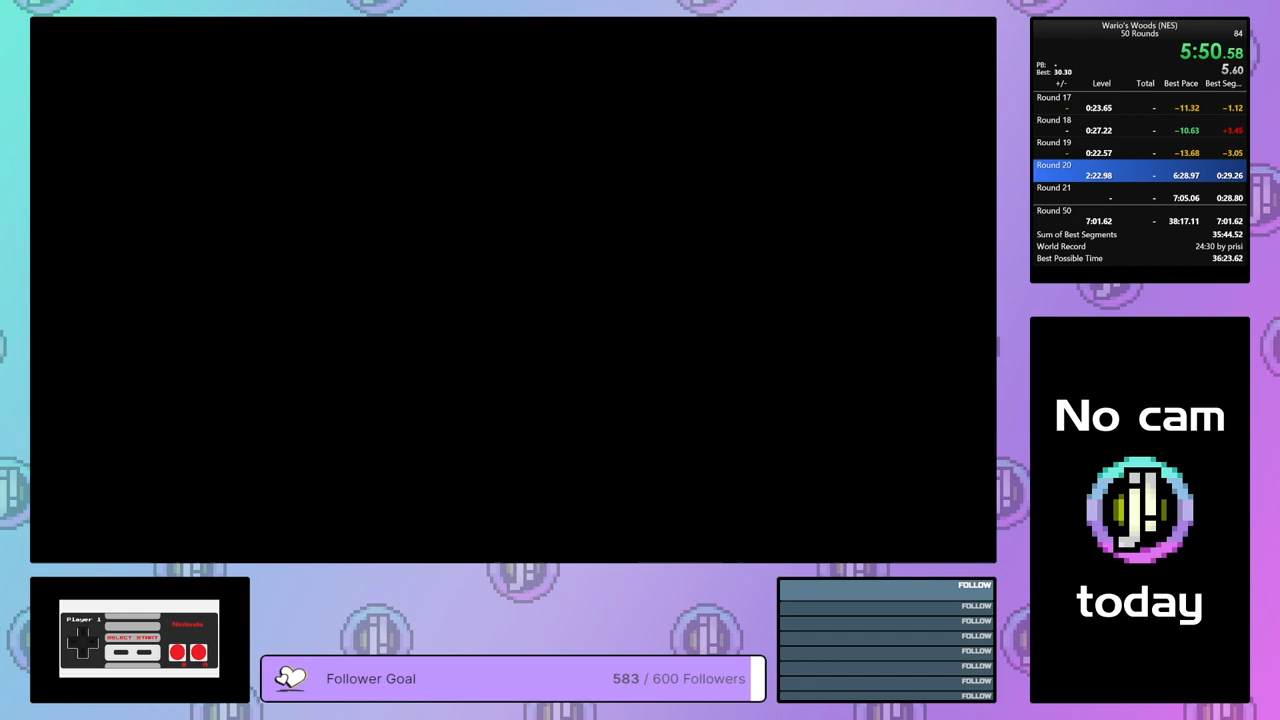 Wario's Woods (NES)
50 Rounds 84
5:50.58
PB: - 5.60
Best: 30.30
+/- Level Total Best Pace Best Seg...
Round 17
- 0:23.65 - −11.32 −1.12
Round 18
- 0:27.22 - −10.63 +3.45
Round 19
- 0:22.57 - −13.68 −3.05
Round 20
2:22.98 - 6:28.97 0:29.26
Round 21
- - 7:05.06 0:28.80
Round 50
7:01.62 - 38:17.11 7:01.62
Sum of Best Segments 35:44.52
World Record 24:30 by prisi
Best Possible Time 36:23.62
No cam
today
Player 1
Nintendo
SELECT START
Follower Goal 583 / 600 Followers
FOLLOW
FOLLOW
FOLLOW
FOLLOW
FOLLOW
FOLLOW
FOLLOW
FOLLOW